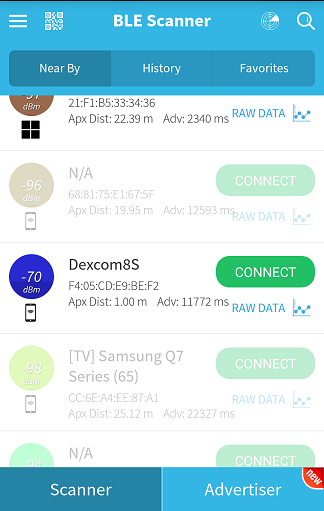 BLE Scanner
Near By
History
Favorites
dBm
21:F1:B5:33:34:36
Apx Dist: 22.39 m Adv: 2340 ms
RAW DATA
-96
dBm
N/A
68:81:75:E1:67:5F
Apx Dist: 19.95 m Adv: 12593 ms
CONNECT
RAW DATA
-70
dBm
Dexcom8S
F4:05:CD:E9:BE:F2
Apx Dist: 1.00 m Adv: 11772 ms
CONNECT
RAW DATA
-98
dBm
[TV] Samsung Q7
Series (65)
CC:6E:A4:EE:87:A1
Apx Dist: 25.12 m Adv: 22327 ms
CONNECT
RAW DATA
-94
N/A
CONNECT
Scanner
Advertiser
new